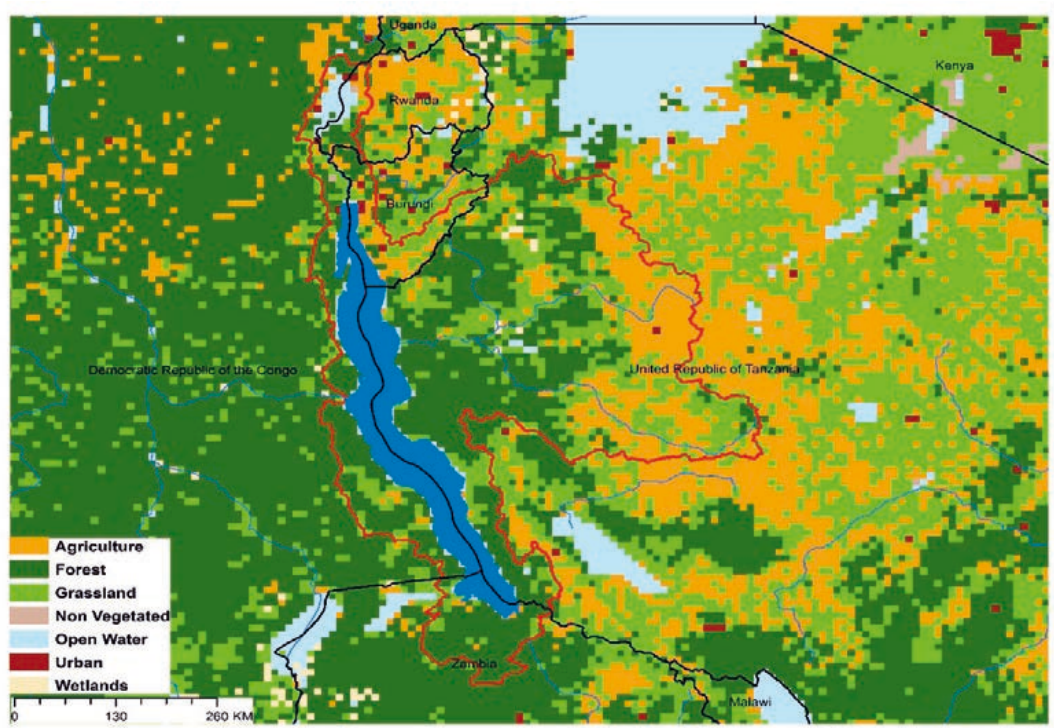 Uganda
Kenya
Rwanda
Burundi
Democratic Republic of the Congo
United Republic of Tanzania
Agriculture
Forest
Grassland
Non Vegetated
Open Water
Urban
Wetlands
Zambia
Malawi
0 130 260 KM